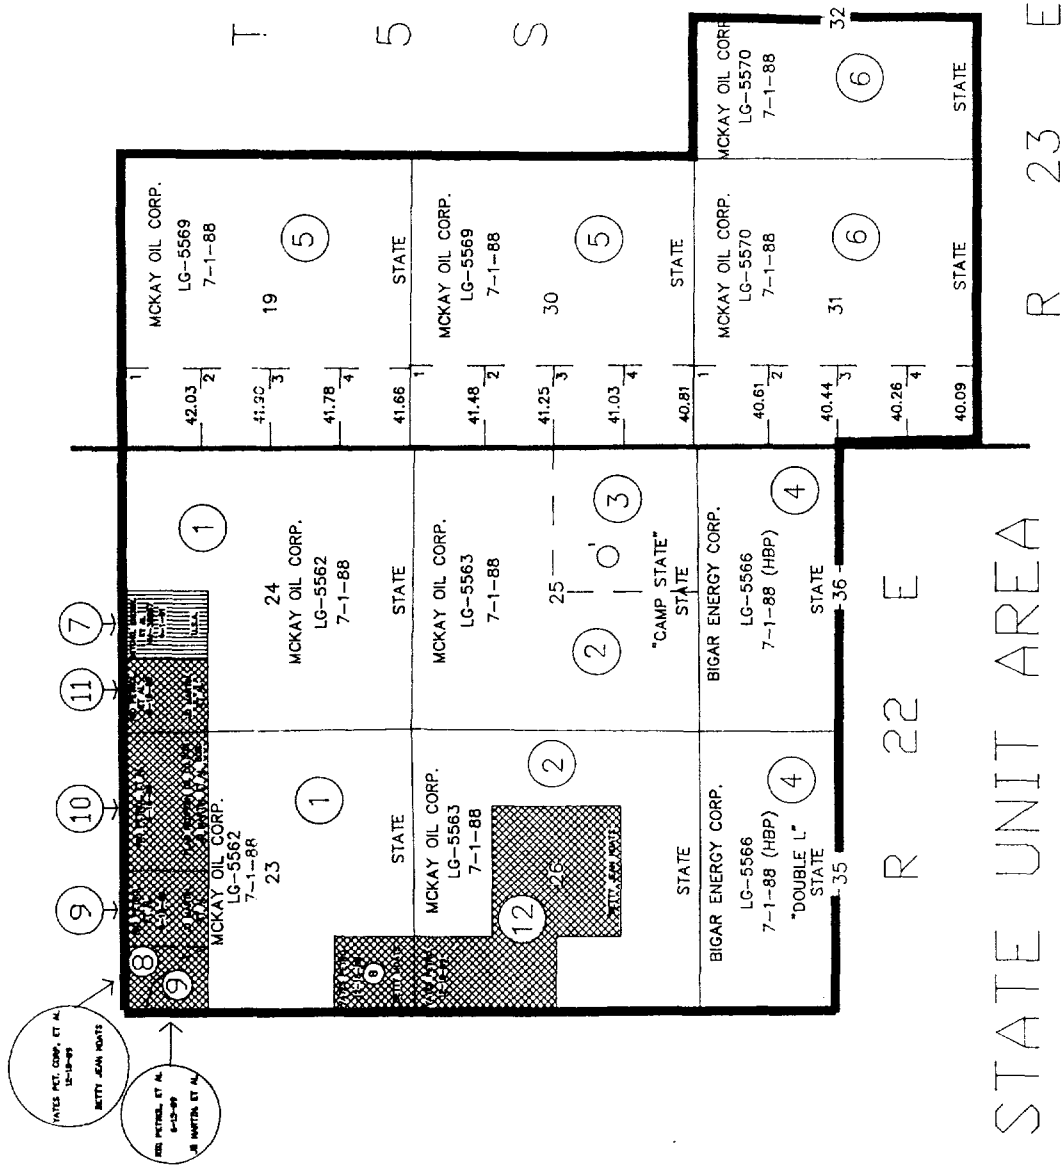 T 5 S
7
11
10
9
YATES PET. CORP. ET AL
12-18-89
BETTY JEAN MOATS
8
9
JB MARTIN ET AL
1
24
MCKAY OIL CORP.
LG-5562
7-1-88
STATE
MCKAY OIL CORP.
LG-5562
7-1-88
23
1
STATE
MCKAY OIL CORP.
LG-5569
7-1-88
5
19
STATE
1
42.03
2
3
41.78
4
41.66
MCKAY OIL CORP.
LG-5569
7-1-88
5
30
STATE
1
41.48
2
41.25
3
41.03
4
40.81
MCKAY OIL CORP.
LG-5563
7-1-88
25
3
1
2
"CAMP STATE"
STATE
MCKAY OIL CORP.
LG-5563
7-1-88
2
26
12
BETTY JEAN MOATS
8
BETTY MOATS
STATE
MCKAY OIL CORP.
LG-5570
7-1-88
6
31
STATE
1
40.61
2
40.44
3
40.26
4
40.09
MCKAY OIL CORP.
LG-5570
7-1-88
6
32
STATE
BIGAR ENERGY CORP.
LG-5566
7-1-88 (HBP)
4
STATE
36
BIGAR ENERGY CORP.
LG-5566
7-1-88 (HBP)
4
"DOUBLE L"
STATE
35
U.S.A.
R 22 E
R 23 E
STATE UNIT AREA